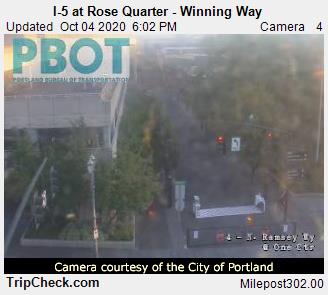 I-5 at Rose Quarter - Winning Way
Updated Oct 04 2020 6:02 PM Camera 4
PBOT
PORTLAND BUREAU OF TRANSPORTATION
4 - N. Ramsey Wy
@ One Ctr
Camera courtesy of the City of Portland
TripCheck.com Milepost302.00